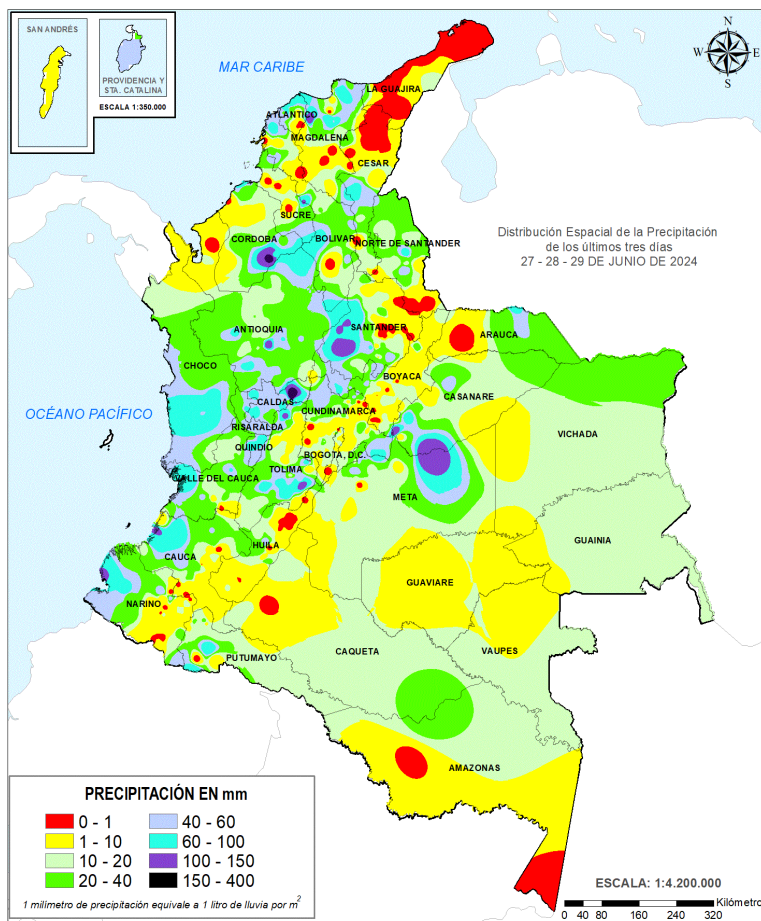 SAN ANDRÉS
PROVIDENCIA Y
STA. CATALINA
ESCALA 1:350.000
MAR CARIBE
N
W
E
S
LA GUAJIRA
ATLANTICO
MAGDALENA
CESAR
SUCRE
CORDOBA
BOLIVAR
NORTE DE SANTANDER
Distribución Espacial de la Precipitación
de los últimos tres días
27 - 28 - 29 DE JUNIO DE 2024
ANTIOQUIA
SANTANDER
ARAUCA
CHOCO
BOYACA
CASANARE
CALDAS
CUNDINAMARCA
OCÉANO PACÍFICO
RISARALDA
VICHADA
QUINDIO
BOGOTA, D.C.
TOLIMA
VALLE DEL CAUCA
META
GUAINIA
HUILA
CAUCA
GUAVIARE
NARIÑO
CAQUETA
VAUPES
PUTUMAYO
AMAZONAS
PRECIPITACIÓN EN mm
0 - 1
40 - 60
1 - 10
60 - 100
10 - 20
100 - 150
20 - 40
150 - 400
1 milímetro de precipitación equivale a 1 litro de lluvia por m²
ESCALA: 1:4.200.000
Kilómetro
0 40 80 160 240 320